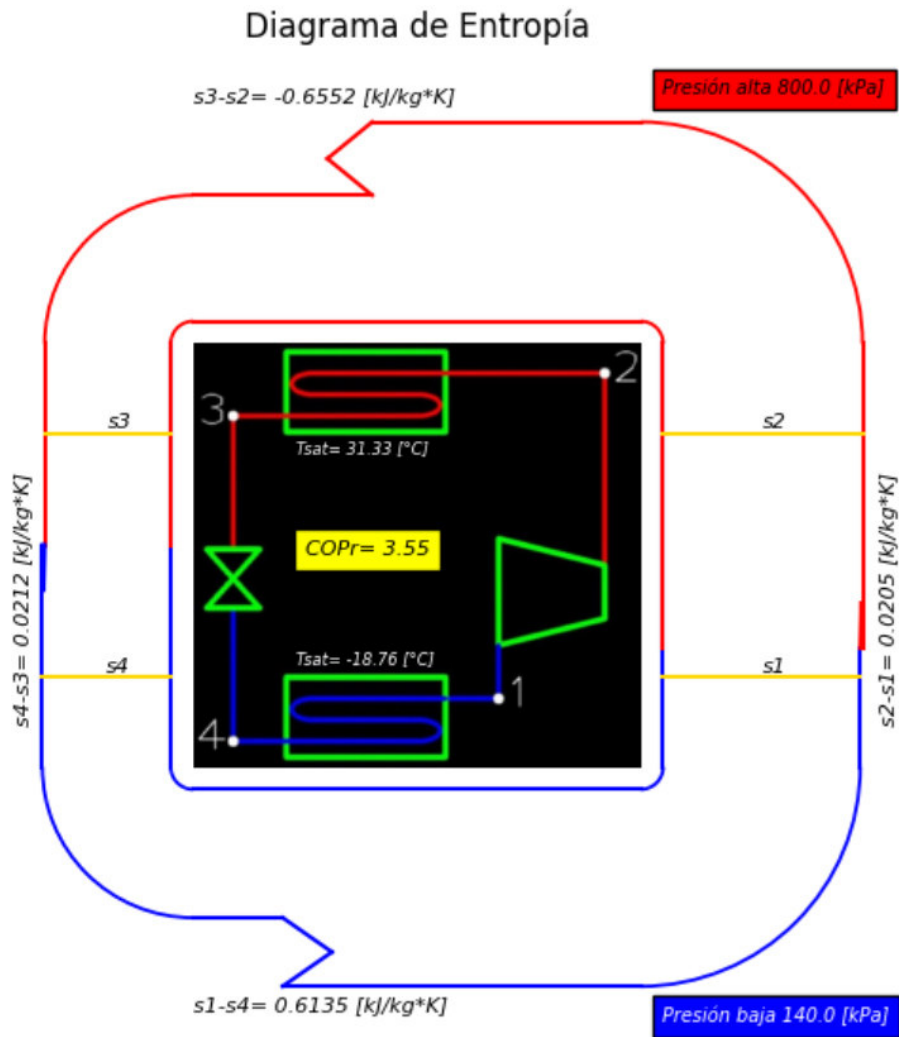 Diagrama de Entropía
s3-s2= -0.6552 [kJ/kg*K]
Presión alta 800.0 [kPa]
2
3
s3
s2
Tsat= 31.33 [°C]
s4-s3= 0.0212 [kJ/kg*K]
s2-s1= 0.0205 [kJ/kg*K]
COPr= 3.55
Tsat= -18.76 [°C]
s4
s1
1
4
s1-s4= 0.6135 [kJ/kg*K]
Presión baja 140.0 [kPa]